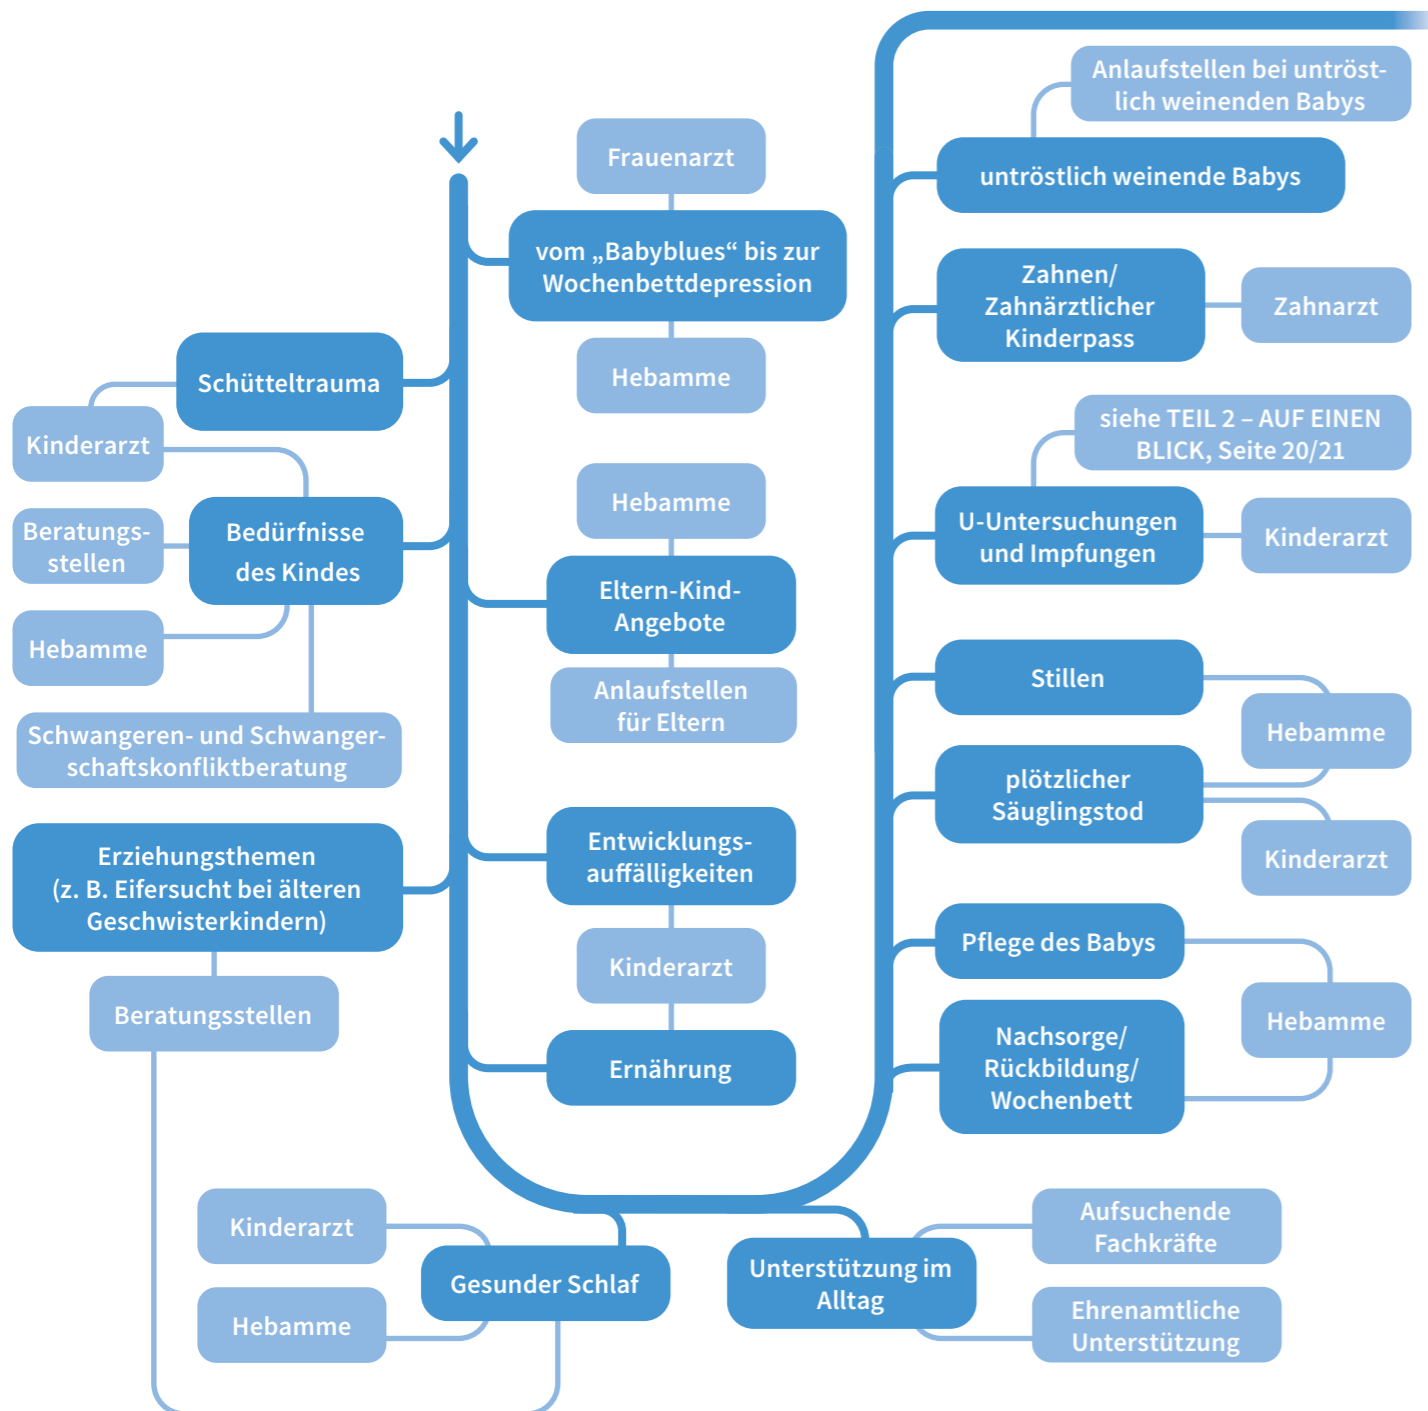 Anlaufstellen bei untröst-
lich weinenden Babys
untröstlich weinende Babys
Frauenarzt
vom „Babyblues“ bis zur
Wochenbettdepression
Hebamme
Zahnen/
Zahnärztlicher
Kinderpass
Zahnarzt
Schütteltrauma
Kinderarzt
Bedürfnisse
des Kindes
Beratungs-
stellen
Hebamme
Schwangeren- und Schwanger-
schaftskonfliktberatung
Hebamme
Eltern-Kind-
Angebote
Anlaufstellen
für Eltern
siehe TEIL 2 – AUF EINEN
BLICK, Seite 20/21
U-Untersuchungen
und Impfungen
Kinderarzt
Stillen
Hebamme
plötzlicher
Säuglingstod
Kinderarzt
Erziehungsthemen
(z. B. Eifersucht bei älteren
Geschwisterkindern)
Beratungsstellen
Entwicklungs-
auffälligkeiten
Kinderarzt
Ernährung
Pflege des Babys
Hebamme
Nachsorge/
Rückbildung/
Wochenbett
Kinderarzt
Hebamme
Gesunder Schlaf
Unterstützung im
Alltag
Aufsuchende
Fachkräfte
Ehrenamtliche
Unterstützung